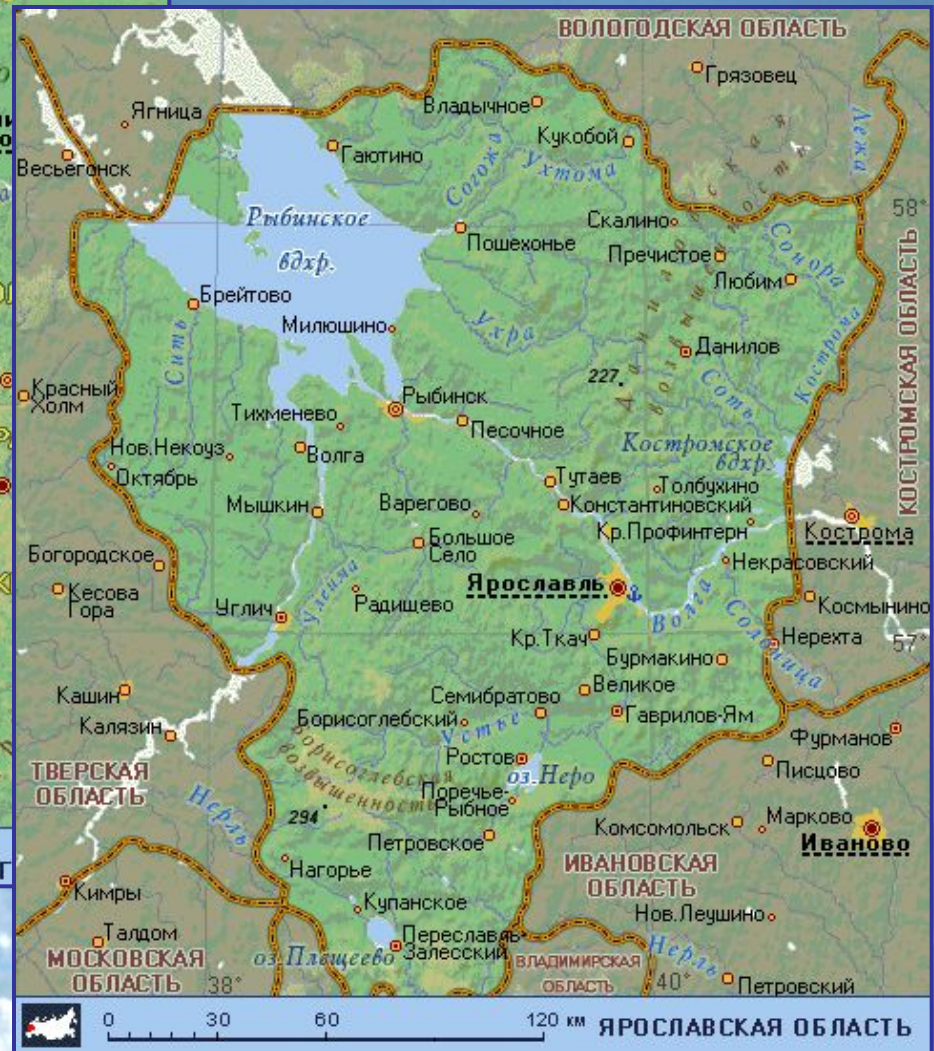 ВОЛОГОДСКАЯ ОБЛАСТЬ
Грязовец
Ягница
Владычное
Кукобой
Лежа
Весьегонск
Гаютино
Согожа
Ухтома
58°
Рыбинское
вдхр.
Скалино
Пошехонье
Пречистое
Сонора
Любим
КОСТРОМСКАЯ ОБЛАСТЬ
Брейтово
Милюшино
Ухра
Кострома
Сить
Данилов
Даниловская
возвышенность
Красный
Холм
227
Соть
Рыбинск
Тихменево
Песочное
Костромское
вдхр.
Нов.Некоуз
Волга
Октябрь
Тутаев
Толбухино
Мышкин
Варегово
Константиновский
Кр.Профинтерн
Кострома
Большое
Село
Богородское
Некрасовский
Кесова
Гора
Ярославль
Улейма
Радищево
Волга
Солоница
Космынино
Углич
Кр.Ткач
Нерехта
57°
Бурмакино
Кашин
Семибратово
Великое
Калязин
Борисоглебский
Устье
Гаврилов-Ям
Фурманов
Борисоглебская
возвышенность
Ростов
оз.Неро
Писцово
ТВЕРСКАЯ
ОБЛАСТЬ
Нерль
Поречье-
Рыбное
294
Комсомольск
Марково
Петровское
Иваново
ИВАНОВСКАЯ
ОБЛАСТЬ
Нагорье
Кимры
Купанское
Нов.Леушино
Талдом
Переславль-
Залесский
оз.Плещеево
Нерль
МОСКОВСКАЯ
ОБЛАСТЬ
ВЛАДИМИРСКАЯ
ОБЛАСТЬ
38°
40°
Петровский
0 30 60 120 км ЯРОСЛАВСКАЯ ОБЛАСТЬ